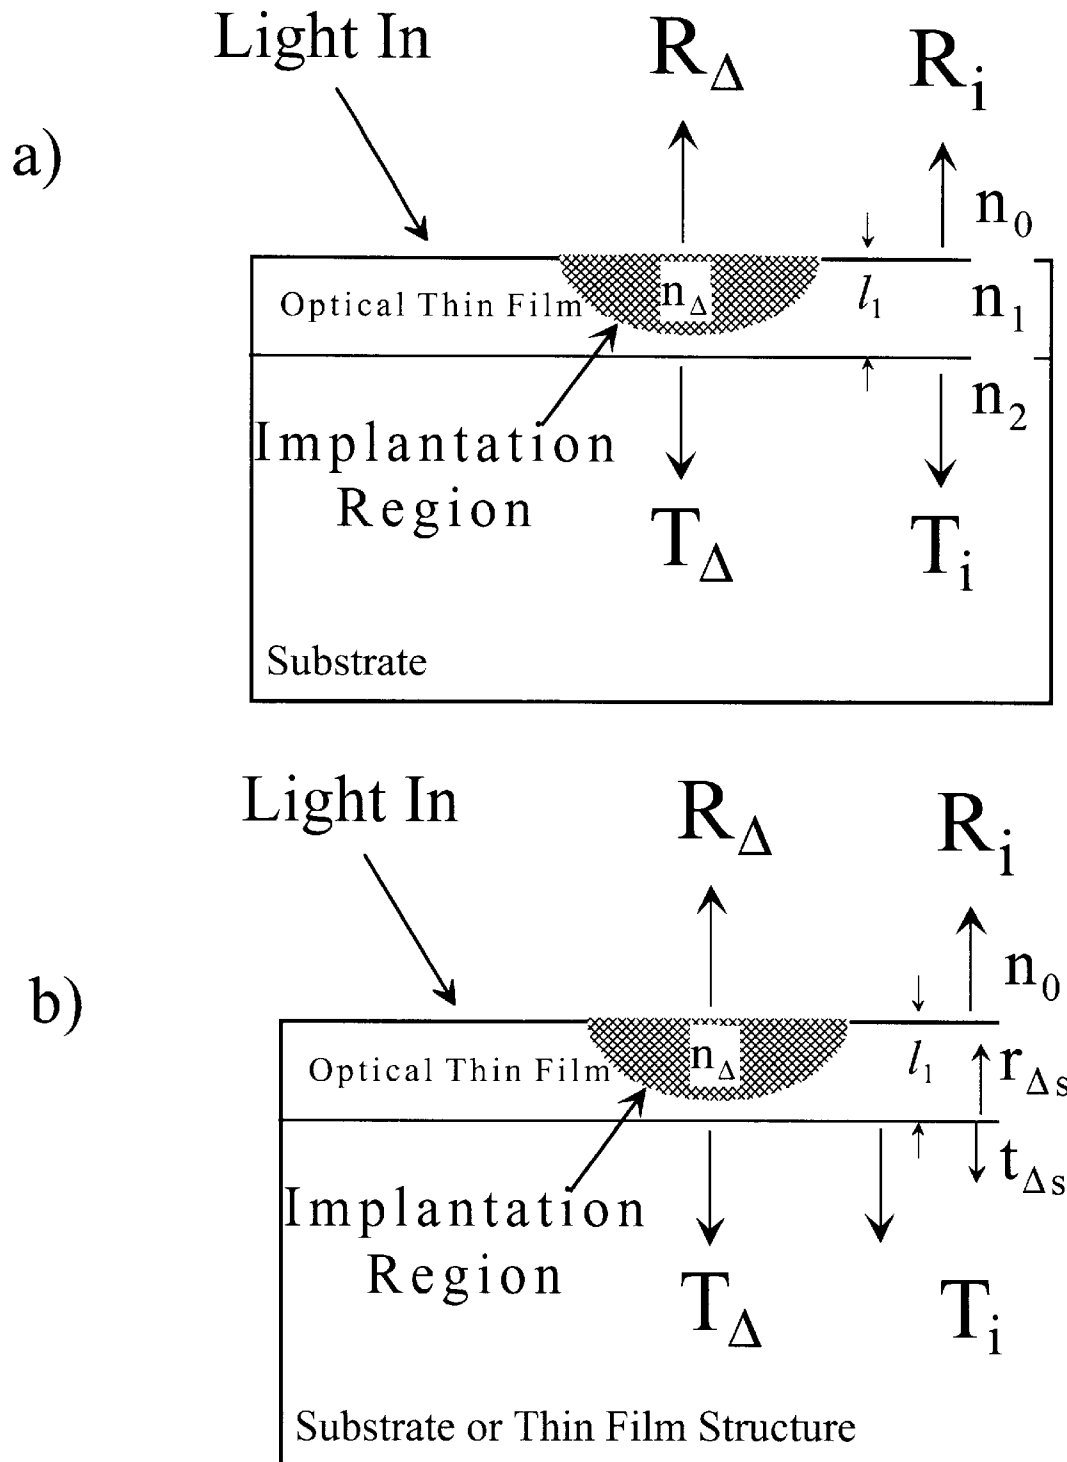 Light In
R_Δ
R_i
a)
n_0
Optical Thin Film
n_Δ
l_1
n_1
n_2
Implantation
Region
T_Δ
T_i
Substrate
Light In
R_Δ
R_i
b)
n_0
Optical Thin Film
n_Δ
l_1
r_Δs
t_Δs
Implantation
Region
T_Δ
T_i
Substrate or Thin Film Structure